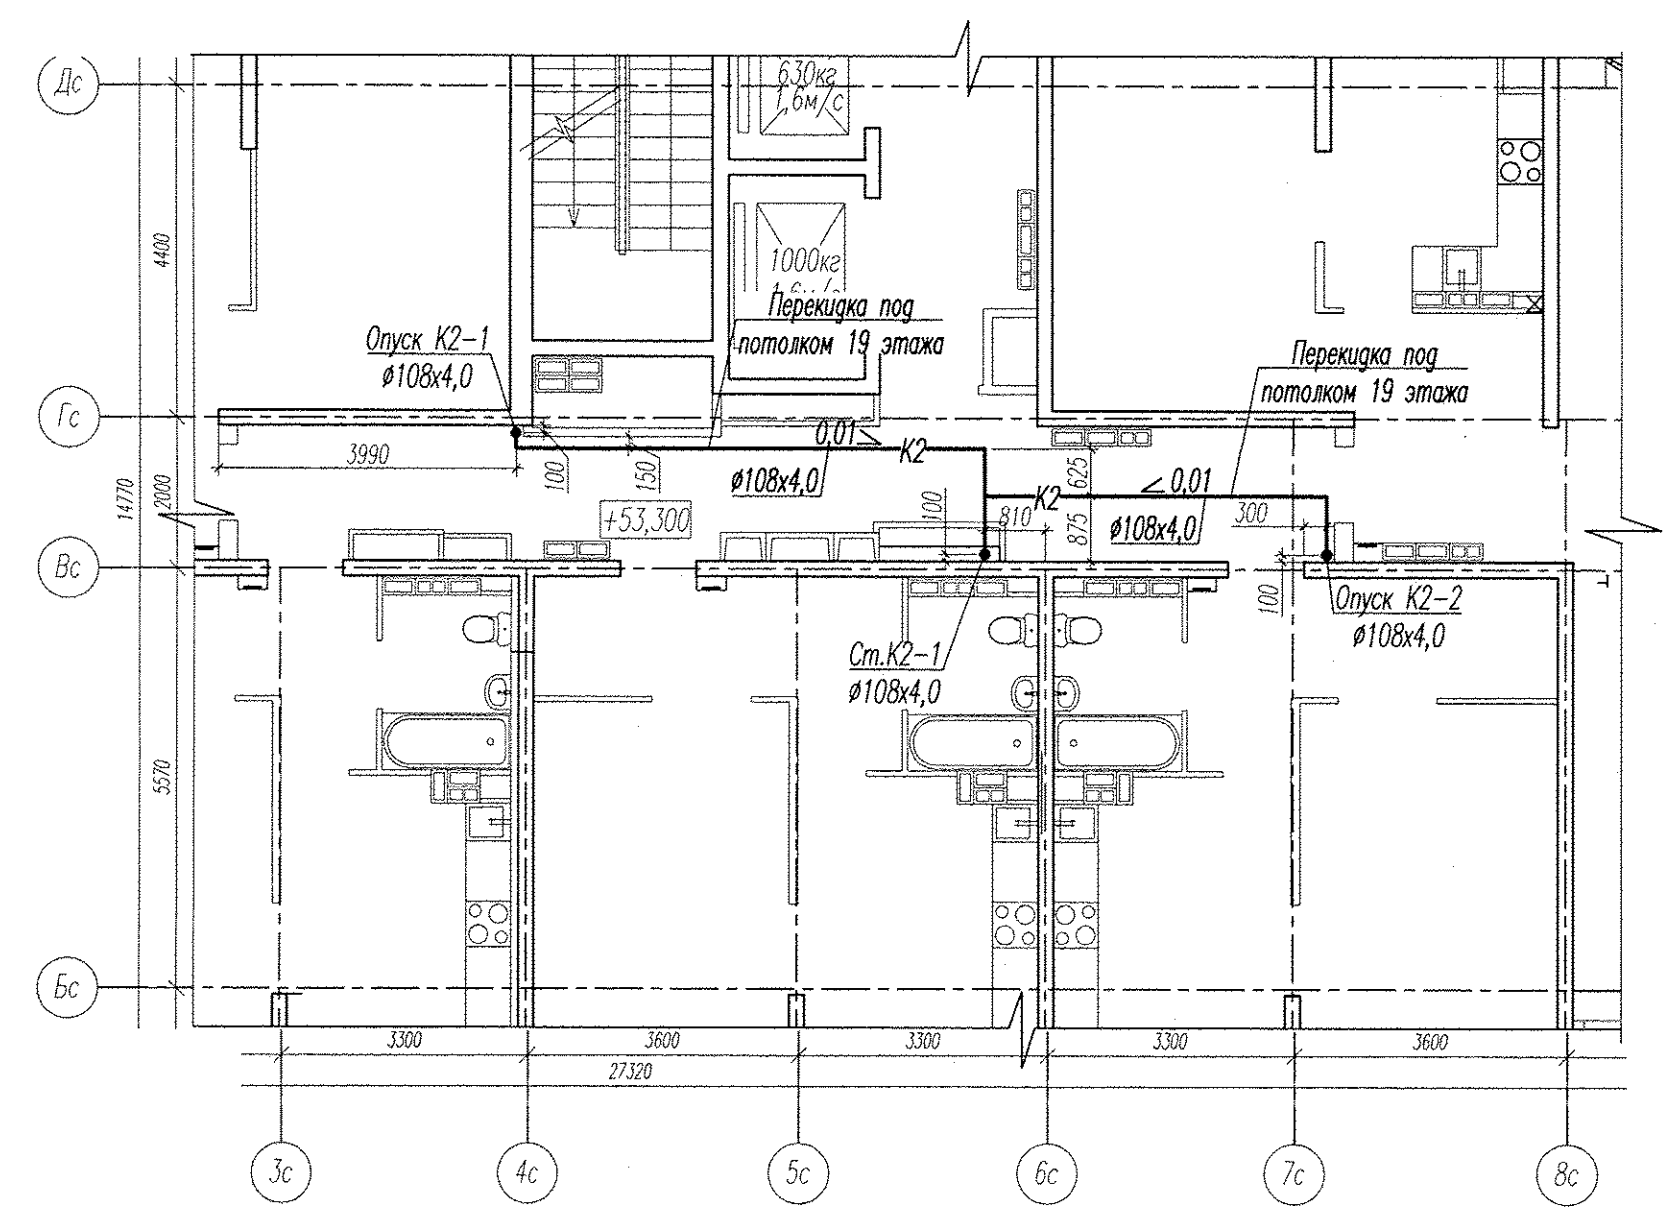 Дс
630кг
1,6м/с
4400
1000кг
Перекидка под
потолком 19 этажа
Опуск К2-1
ø108х4,0
Перекидка под
потолком 19 этажа
Гс
0,01
К2
3990
100
150
ø108х4,0
625
К2
0,01
14770
2000
+53,300
100
810
875
ø108х4,0
300
Вс
100
Опуск К2-2
ø108х4,0
Ст.К2-1
ø108х4,0
5570
Бс
3300
3600
3300
3300
3600
27320
3с
4с
5с
6с
7с
8с